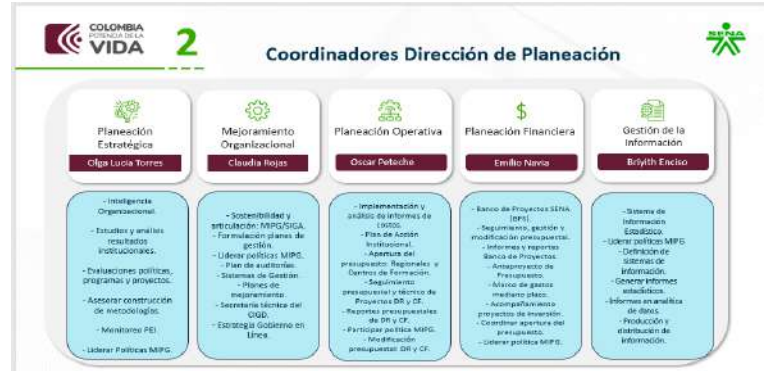 COLOMBIA
POTENCIA DE LA
VIDA
2
Coordinadores Dirección de Planeación
SENA
Planeación
Estratégica
Olga Lucia Torres
- Inteligencia
Organizacional.
- Estudios y análisis
resultados
institucionales.
- Evaluaciones políticas,
programas y proyectos.
- Asesorar construcción
de metodologías.
- Monitoreo PEI
- Liderar Políticas MIPG.
Mejoramiento
Organizacional
Claudia Rojas
- Sostenibilidad y
articulación: MIPG/SIGA.
- Formulación planes de
gestión.
- Liderar políticas MIPG.
- Plan de auditorías.
- Sistemas de Gestión
- Planes de
mejoramiento.
- Secretaría técnica del
CIGD.
- Estrategia Gobierno en
Línea.
Planeación Operativa
Oscar Peteche
- Implementación y
análisis de informes de
costos.
- Plan de Acción
Institucional.
- Apertura del
presupuesto: Regionales y
Centros de Formación.
- Seguimiento
presupuestal y técnico de
Proyectos DR y CF.
- Reportes presupuestales
de DR y CF.
- Participar política MIPG.
- Modificación
presupuestal: DR y CF.
$
Planeación Financiera
Emilio Navia
- Banco de Proyectos SENA
(BPS).
- Seguimiento, gestión y
modificación presupuestal.
- Informes y reportes
Banco de Proyectos.
- Anteproyecto de
Presupuesto.
- Marco de gastos
mediano plazo.
- Acompañamiento
proyectos de inversión.
- Coordinar apertura del
presupuesto.
- Liderar política MIPG.
Gestión de la
Información
Briyith Enciso
- Sistema de
Información
Estadístico.
- Liderar políticas MIPG
- Definición de
sistemas de
información.
- Generar informes
estadísticos.
- Informes en analítica
de datos.
- Producción y
distribución de
información.